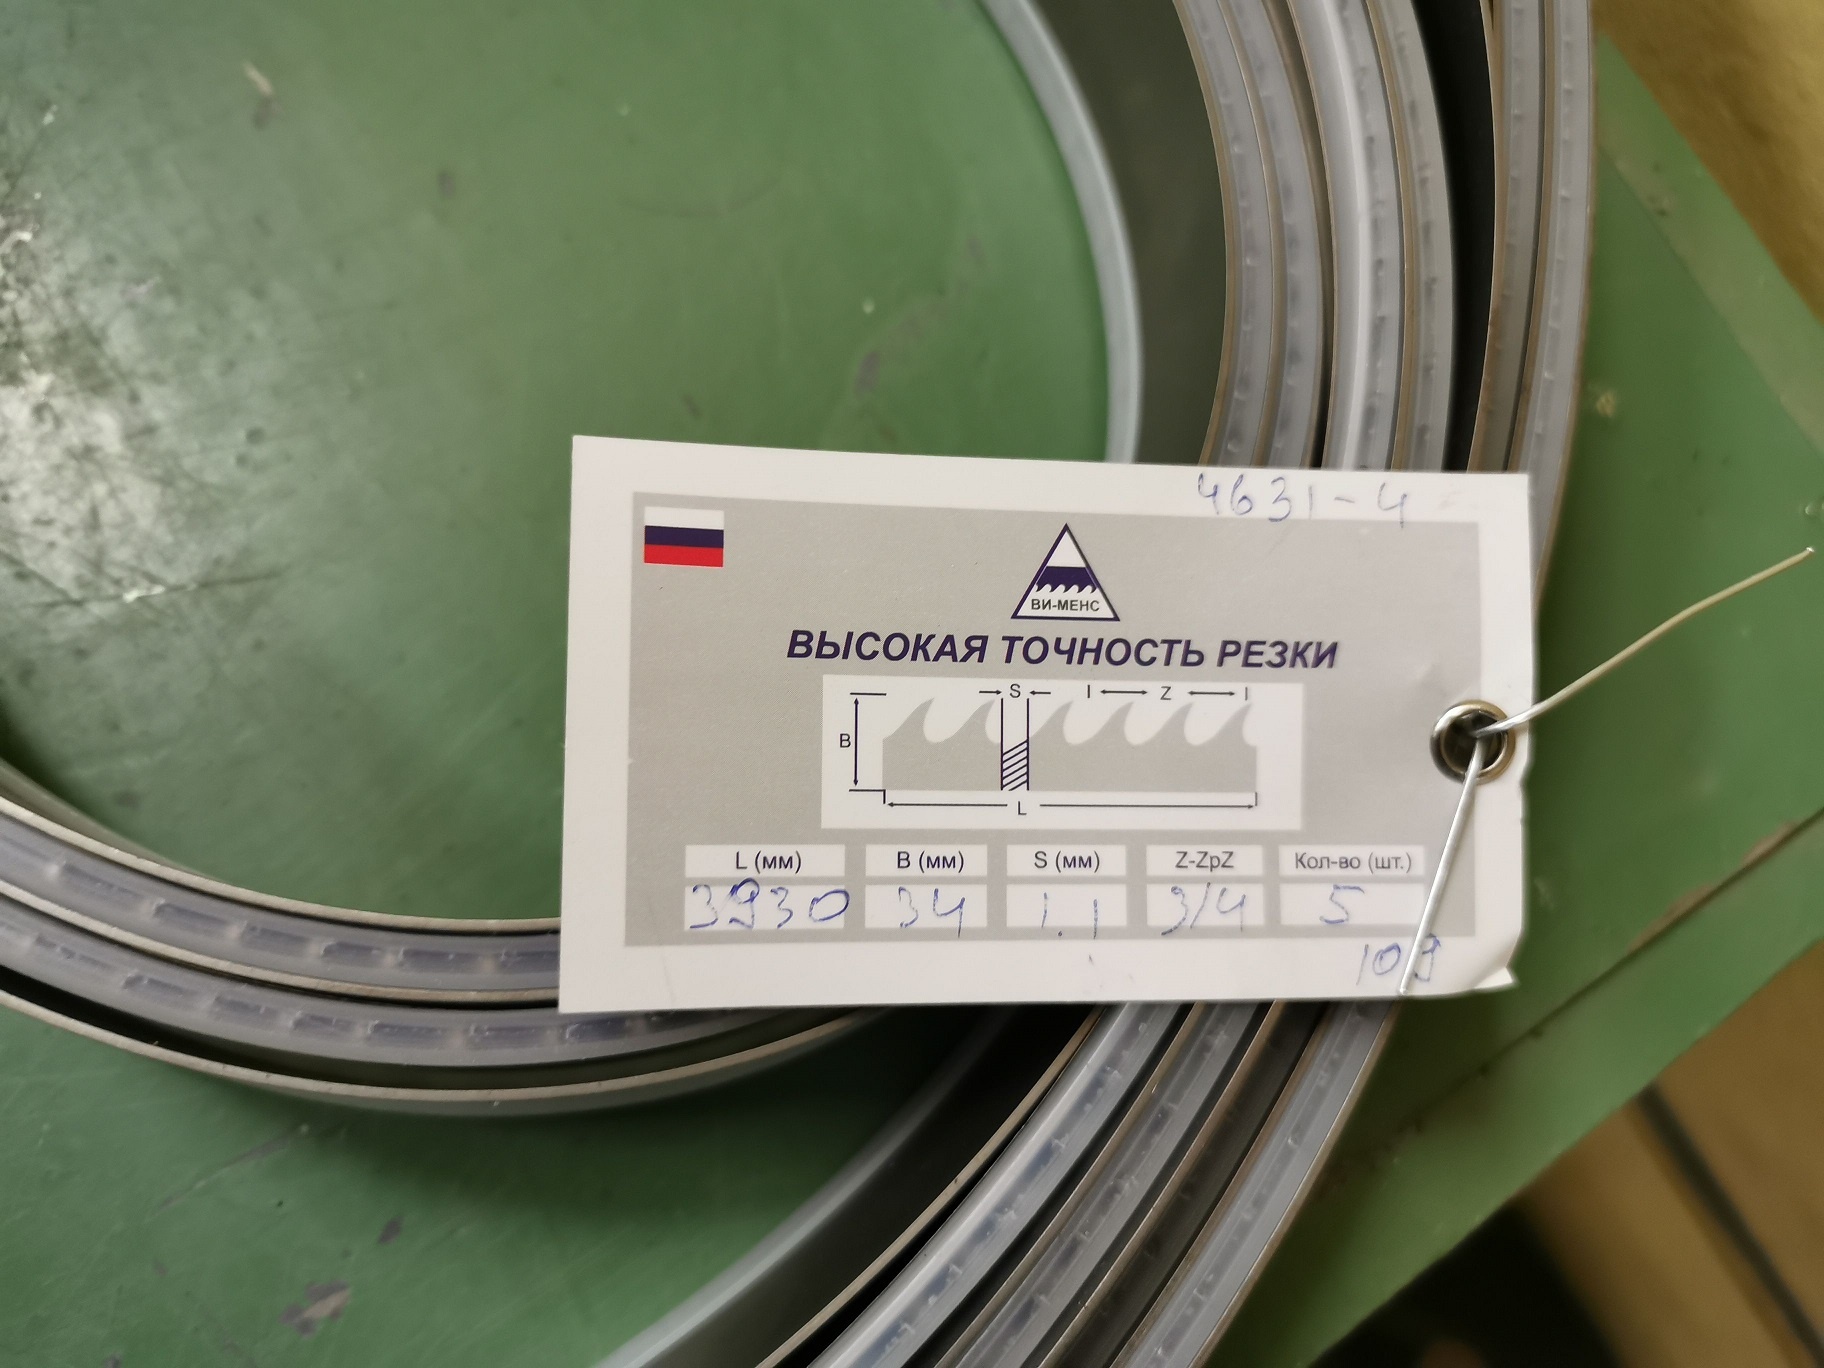 4631-4
ВИ-МЕНС
ВЫСОКАЯ ТОЧНОСТЬ РЕЗКИ
S Z
B
L
L (мм) B (мм) S (мм) Z-ZpZ Кол-во (шт.)
3930 34 1.1 3/4 5
109